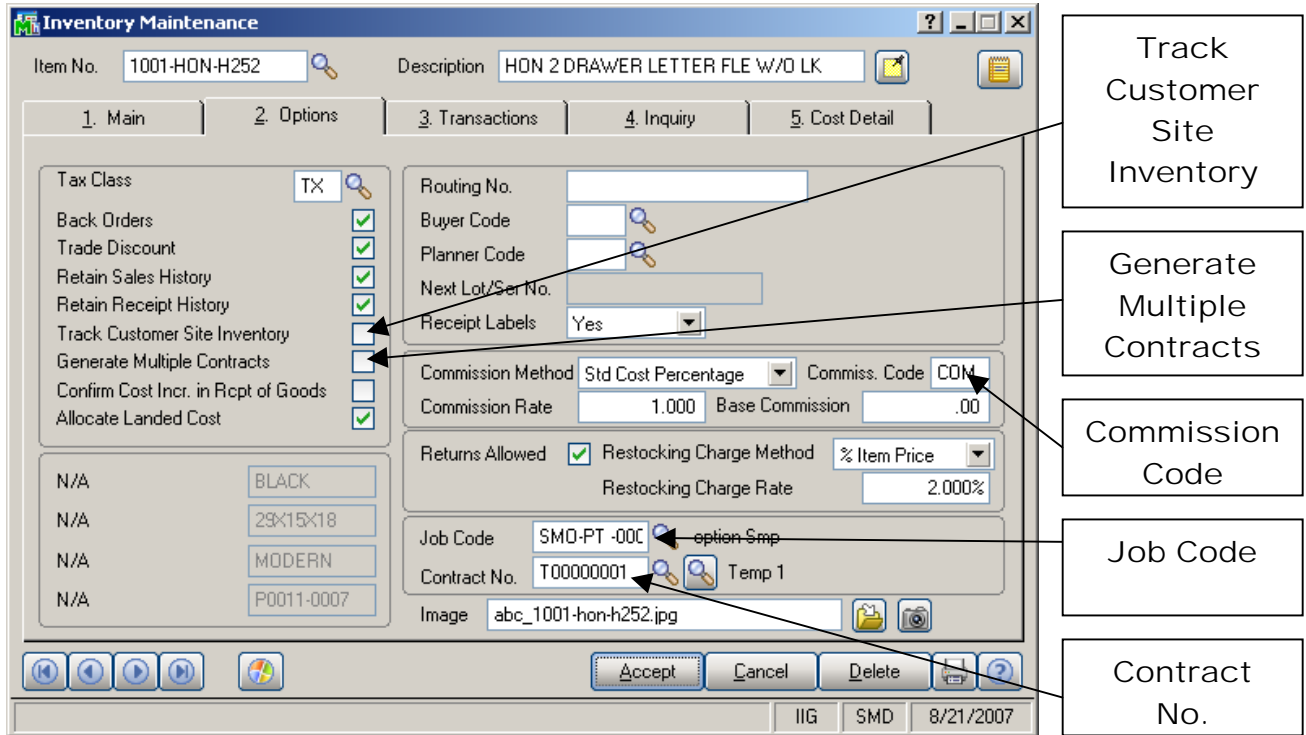 Inventory Maintenance
Item No. 1001-HON-H252 Description HON 2 DRAWER LETTER FLE W/O LK
1. Main 2. Options 3. Transactions 4. Inquiry 5. Cost Detail
Tax Class TX
Back Orders
Trade Discount
Retain Sales History
Retain Receipt History
Track Customer Site Inventory
Generate Multiple Contracts
Confirm Cost Incr. in Rcpt of Goods
Allocate Landed Cost
N/A BLACK
N/A 29X15X18
N/A MODERN
N/A P0011-0007
Routing No.
Buyer Code
Planner Code
Next Lot/Ser No.
Receipt Labels Yes
Commission Method Std Cost Percentage Commiss. Code COM
Commission Rate 1.000 Base Commission .00
Returns Allowed Restocking Charge Method % Item Price
Restocking Charge Rate 2.000%
Job Code SMO-PT -000 option Smp
Contract No. T00000001 Temp 1
Image abc_1001-hon-h252.jpg
Accept Cancel Delete
IIG SMD 8/21/2007
Track
Customer
Site
Inventory
Generate
Multiple
Contracts
Commission
Code
Job Code
Contract
No.